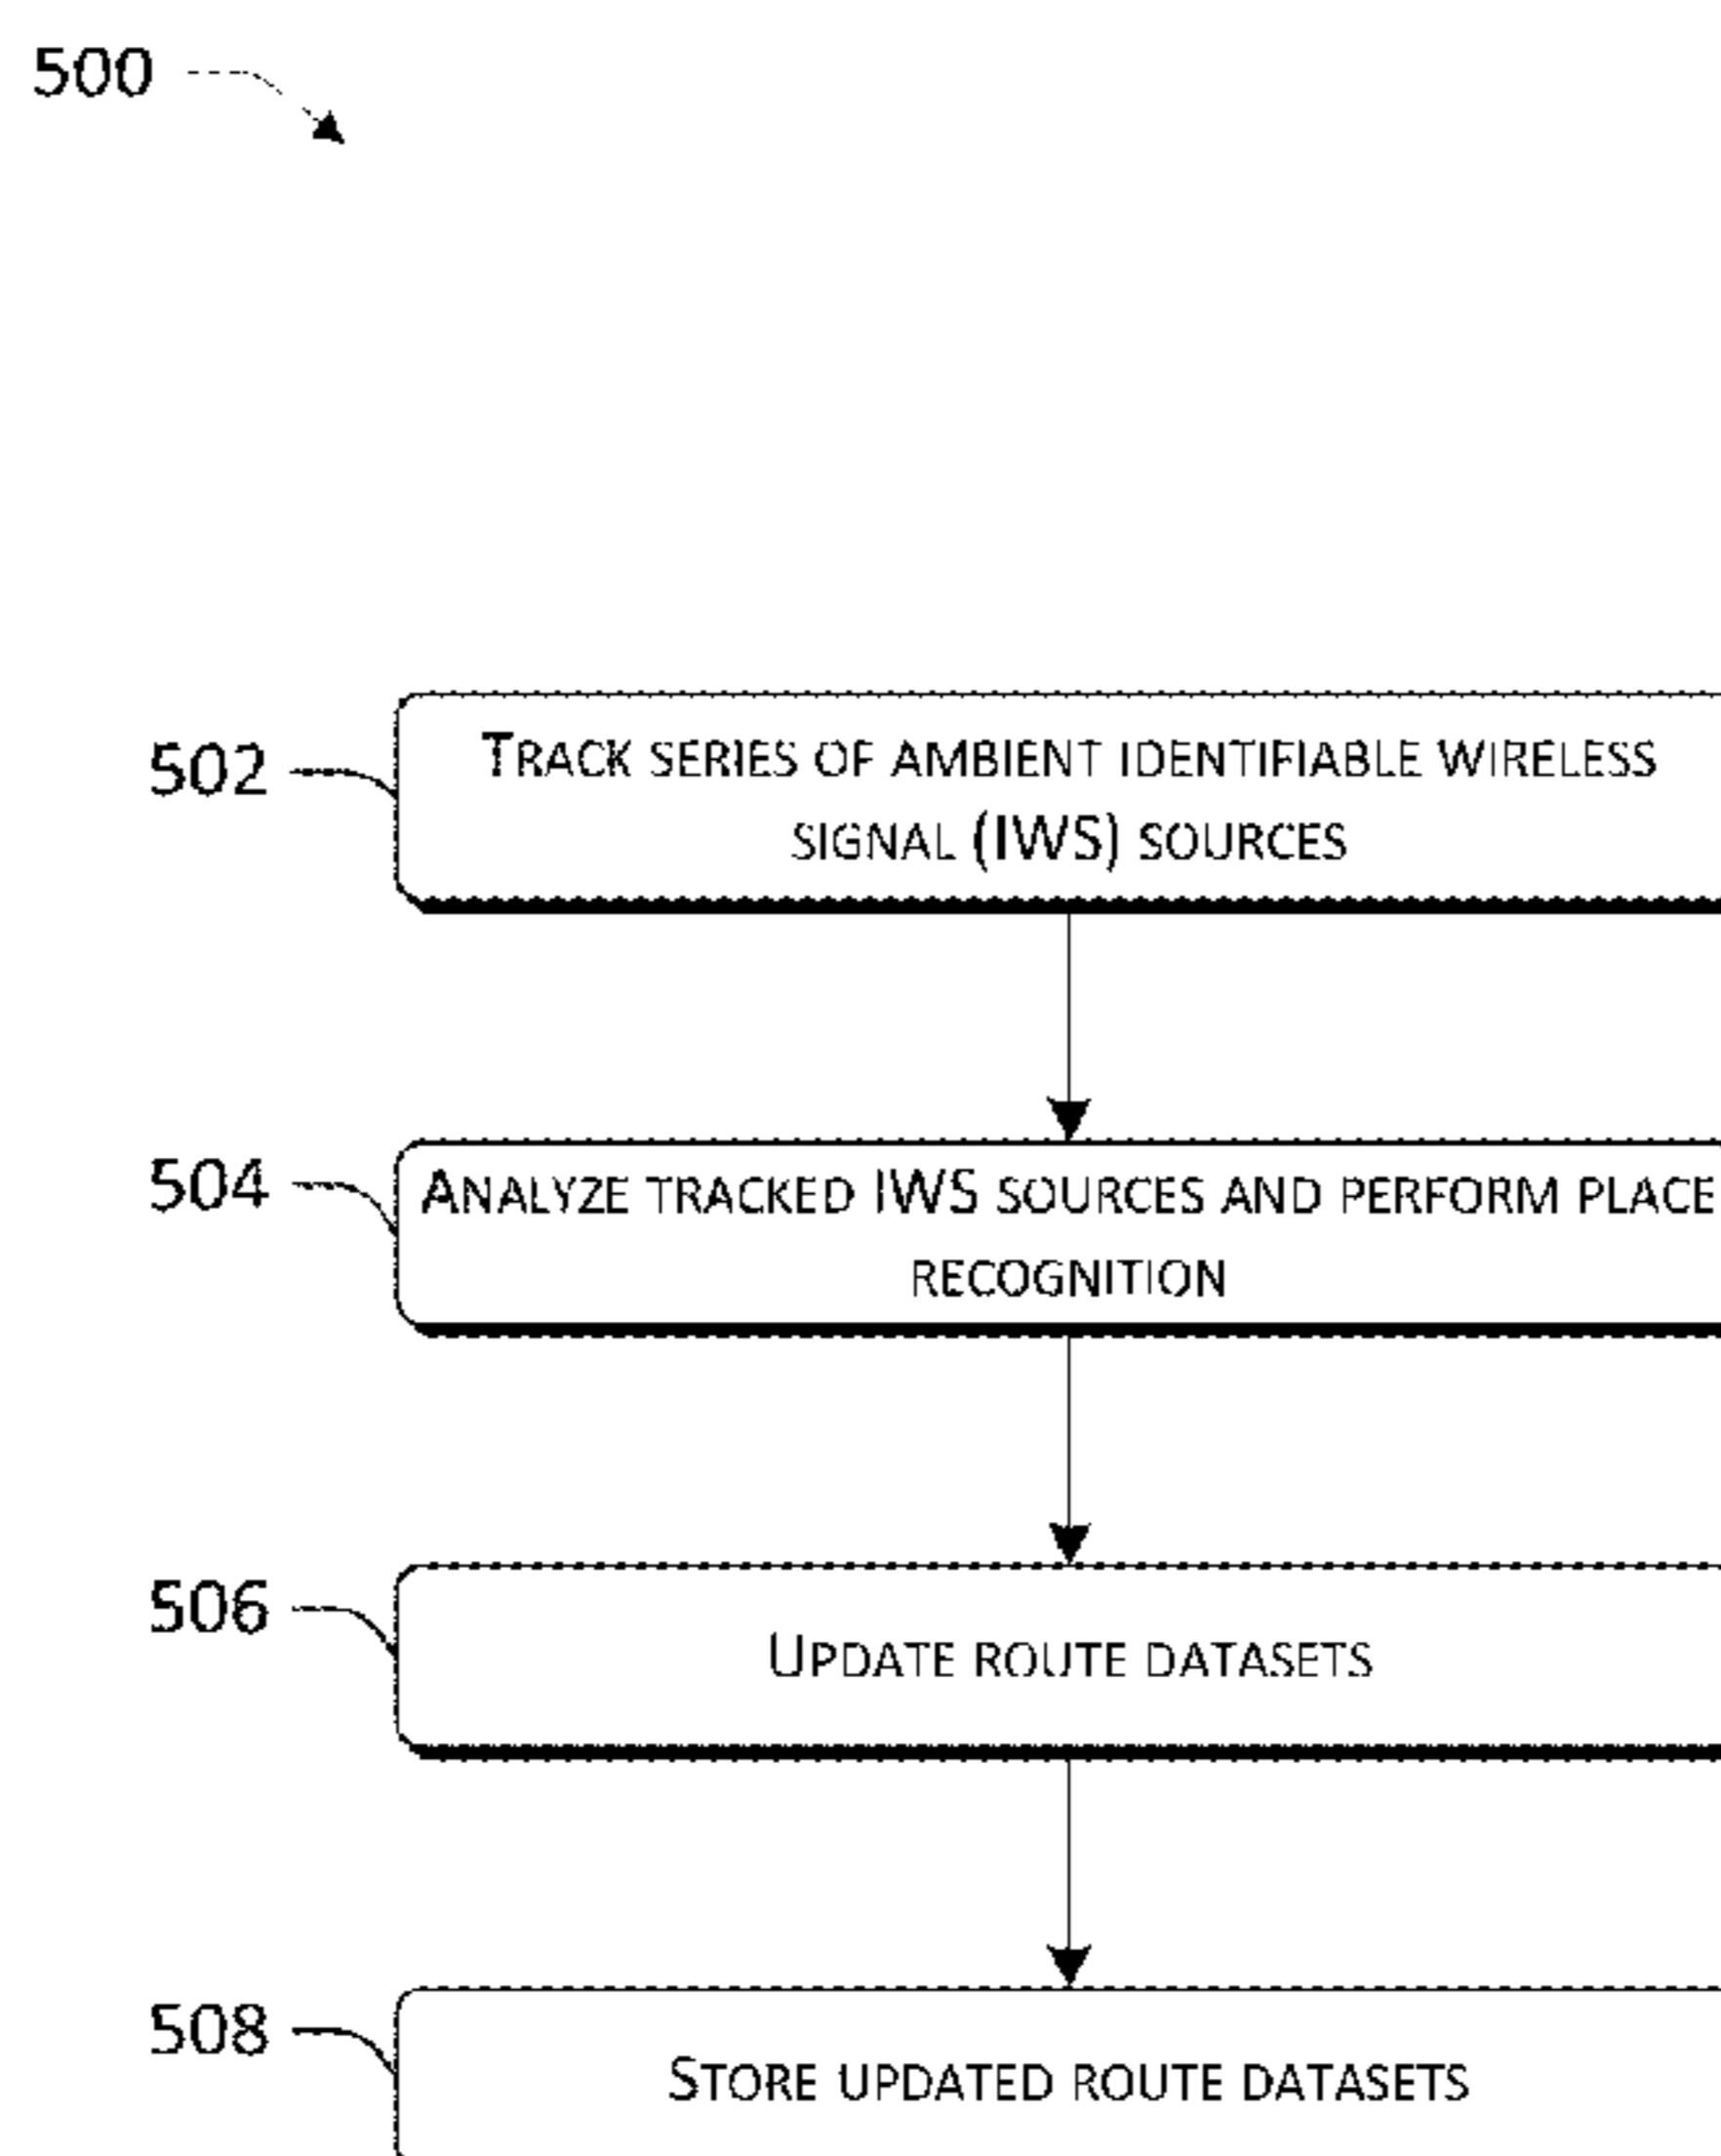 500
502
TRACK SERIES OF AMBIENT IDENTIFIABLE WIRELESS
SIGNAL (IWS) SOURCES
504
ANALYZE TRACKED IWS SOURCES AND PERFORM PLACE
RECOGNITION
506
UPDATE ROUTE DATASETS
508
STORE UPDATED ROUTE DATASETS